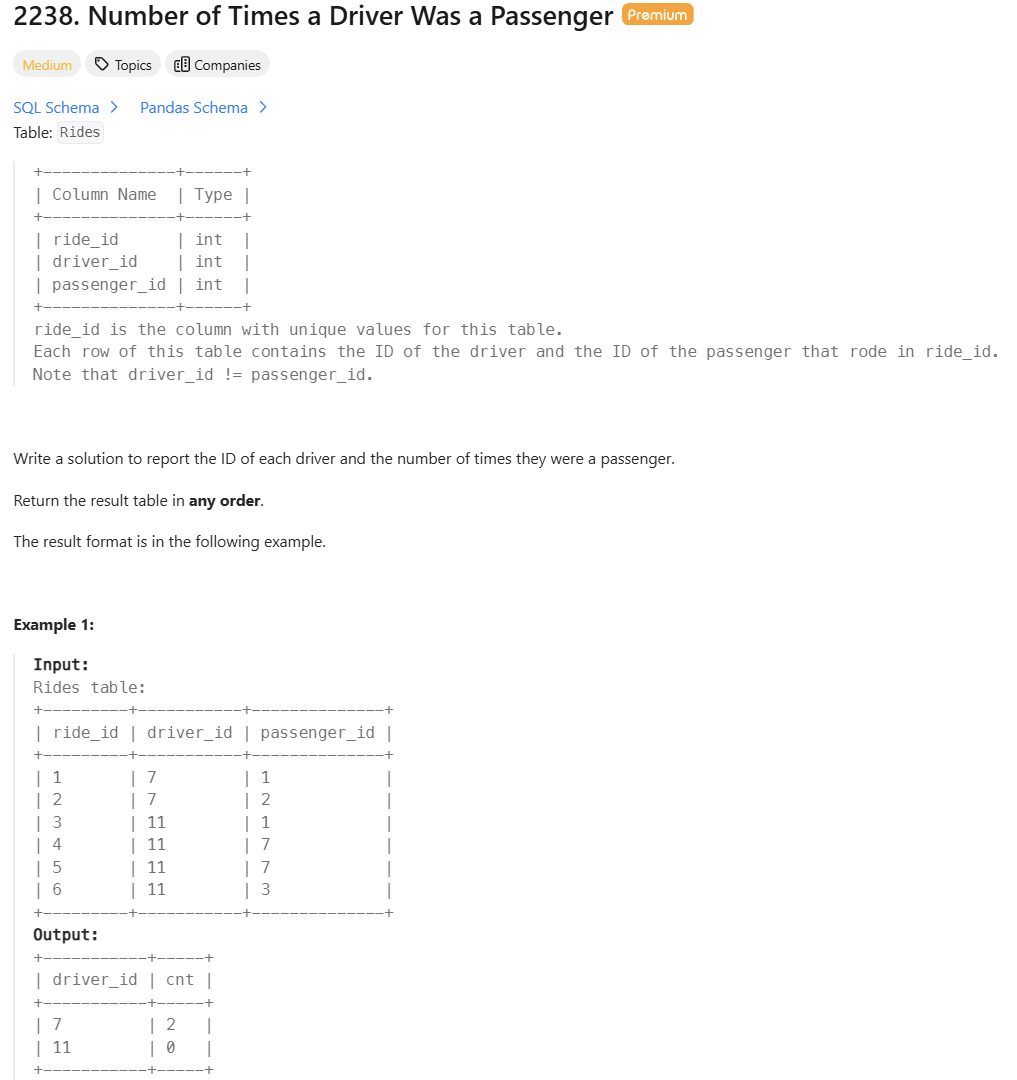 2238. Number of Times a Driver Was a Passenger Premium
Medium Topics Companies
SQL Schema > Pandas Schema >
Table: Rides
+--------------+------+
| Column Name  | Type |
+--------------+------+
| ride_id      | int  |
| driver_id    | int  |
| passenger_id | int  |
+--------------+------+
ride_id is the column with unique values for this table.
Each row of this table contains the ID of the driver and the ID of the passenger that rode in ride_id.
Note that driver_id != passenger_id.
Write a solution to report the ID of each driver and the number of times they were a passenger.
Return the result table in any order.
The result format is in the following example.
Example 1:
Input:
Rides table:
+---------+-----------+--------------+
| ride_id | driver_id | passenger_id |
+---------+-----------+--------------+
| 1       | 7         | 1            |
| 2       | 7         | 2            |
| 3       | 11        | 1            |
| 4       | 11        | 7            |
| 5       | 11        | 7            |
| 6       | 11        | 3            |
+---------+-----------+--------------+
Output:
+-----------+-----+
| driver_id | cnt |
+-----------+-----+
| 7         | 2   |
| 11        | 0   |
+-----------+-----+